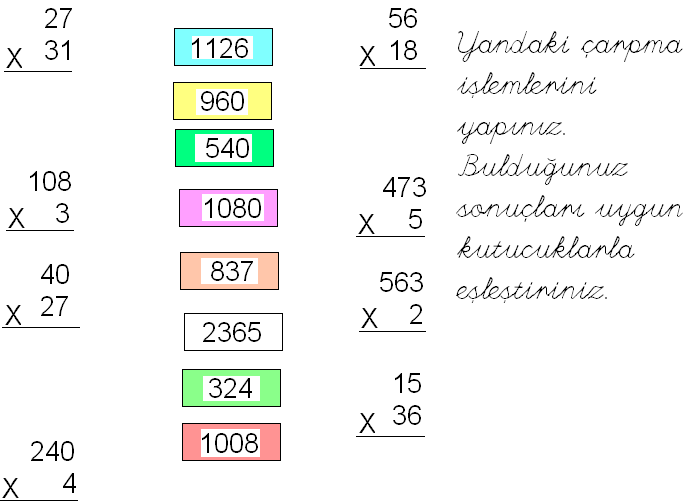 27
X 31
108
X 3
40
X 27
240
X 4
1126
960
540
1080
837
2365
324
1008
56
X 18
473
X 5
563
X 2
15
X 36
Yandaki çarpma
işlemlerini
yapınız.
Bulduğunuz
sonuçları uygun
kutucuklarla
eşleştiriniz.